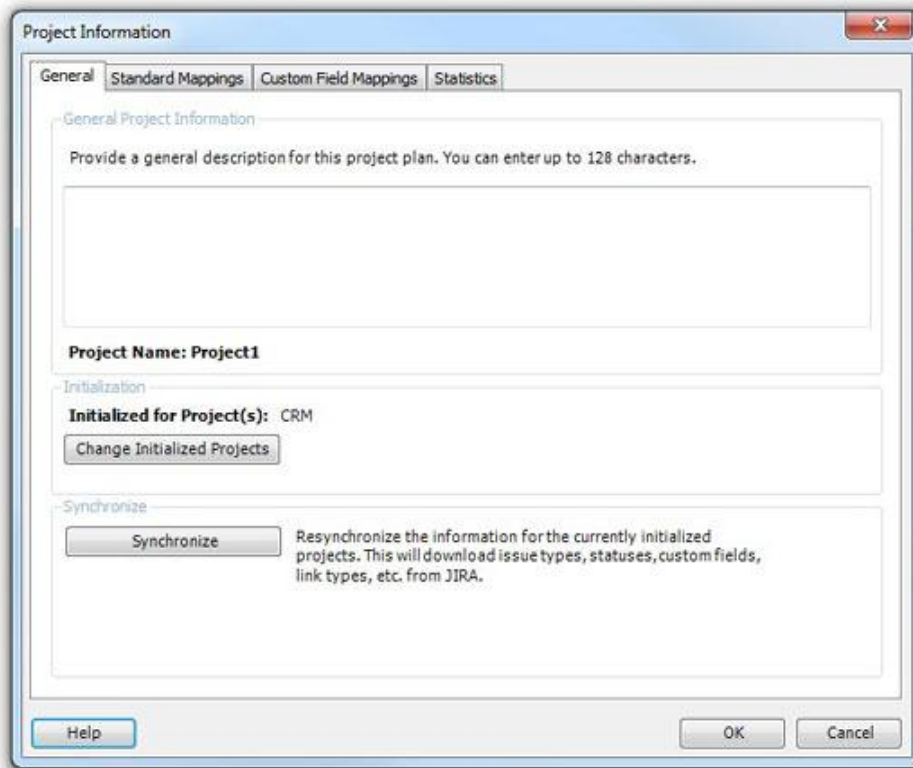 Project Information
General
Standard Mappings
Custom Field Mappings
Statistics
General Project Information
Provide a general description for this project plan. You can enter up to 128 characters.
Project Name: Project1
Initialization
Initialized for Project(s): CRM
Change Initialized Projects
Synchronize
Synchronize
Resynchronize the information for the currently initialized
projects. This will download issue types, statuses, custom fields,
link types, etc. from JIRA.
Help
OK
Cancel